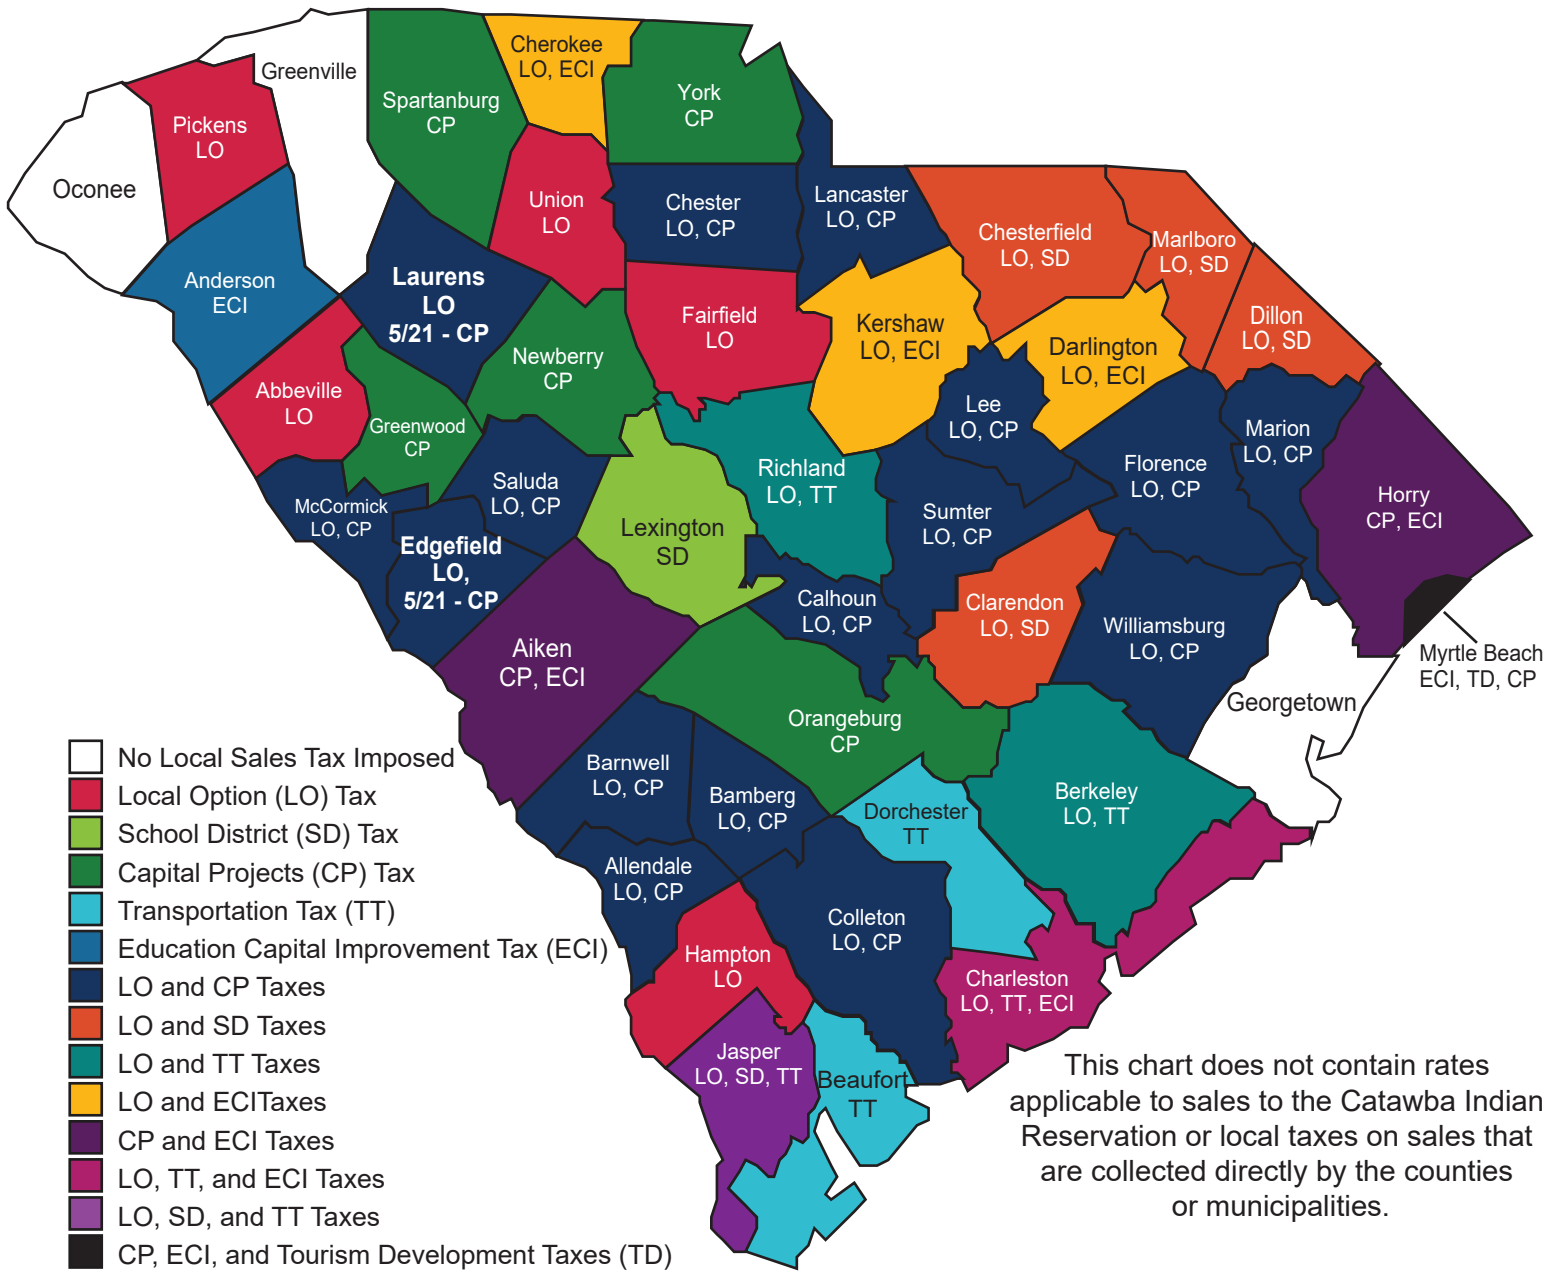 Cherokee
LO, ECI
Greenville
Spartanburg
CP
York
CP
Pickens
LO
Oconee
Union
LO
Chester
LO, CP
Lancaster
LO, CP
Chesterfield
LO, SD
Marlboro
LO, SD
Anderson
ECI
Laurens
LO
5/21 - CP
Fairfield
LO
Kershaw
LO, ECI
Darlington
LO, ECI
Dillon
LO, SD
Newberry
CP
Abbeville
LO
Greenwood
CP
Lee
LO, CP
Marion
LO, CP
Saluda
LO, CP
Richland
LO, TT
Florence
LO, CP
Horry
CP, ECI
McCormick
LO, CP
Lexington
SD
Sumter
LO, CP
Edgefield
LO,
5/21 - CP
Calhoun
LO, CP
Clarendon
LO, SD
Williamsburg
LO, CP
Aiken
CP, ECI
Myrtle Beach
ECI, TD, CP
Georgetown
Orangeburg
CP
Barnwell
LO, CP
Bamberg
LO, CP
Berkeley
LO, TT
Dorchester
TT
Allendale
LO, CP
Colleton
LO, CP
Hampton
LO
Charleston
LO, TT, ECI
Jasper
LO, SD, TT
Beaufort
TT
No Local Sales Tax Imposed
Local Option (LO) Tax
School District (SD) Tax
Capital Projects (CP) Tax
Transportation Tax (TT)
Education Capital Improvement Tax (ECI)
LO and CP Taxes
LO and SD Taxes
LO and TT Taxes
LO and ECITaxes
CP and ECI Taxes
LO, TT, and ECI Taxes
LO, SD, and TT Taxes
CP, ECI, and Tourism Development Taxes (TD)
This chart does not contain rates
applicable to sales to the Catawba Indian
Reservation or local taxes on sales that
are collected directly by the counties
or municipalities.